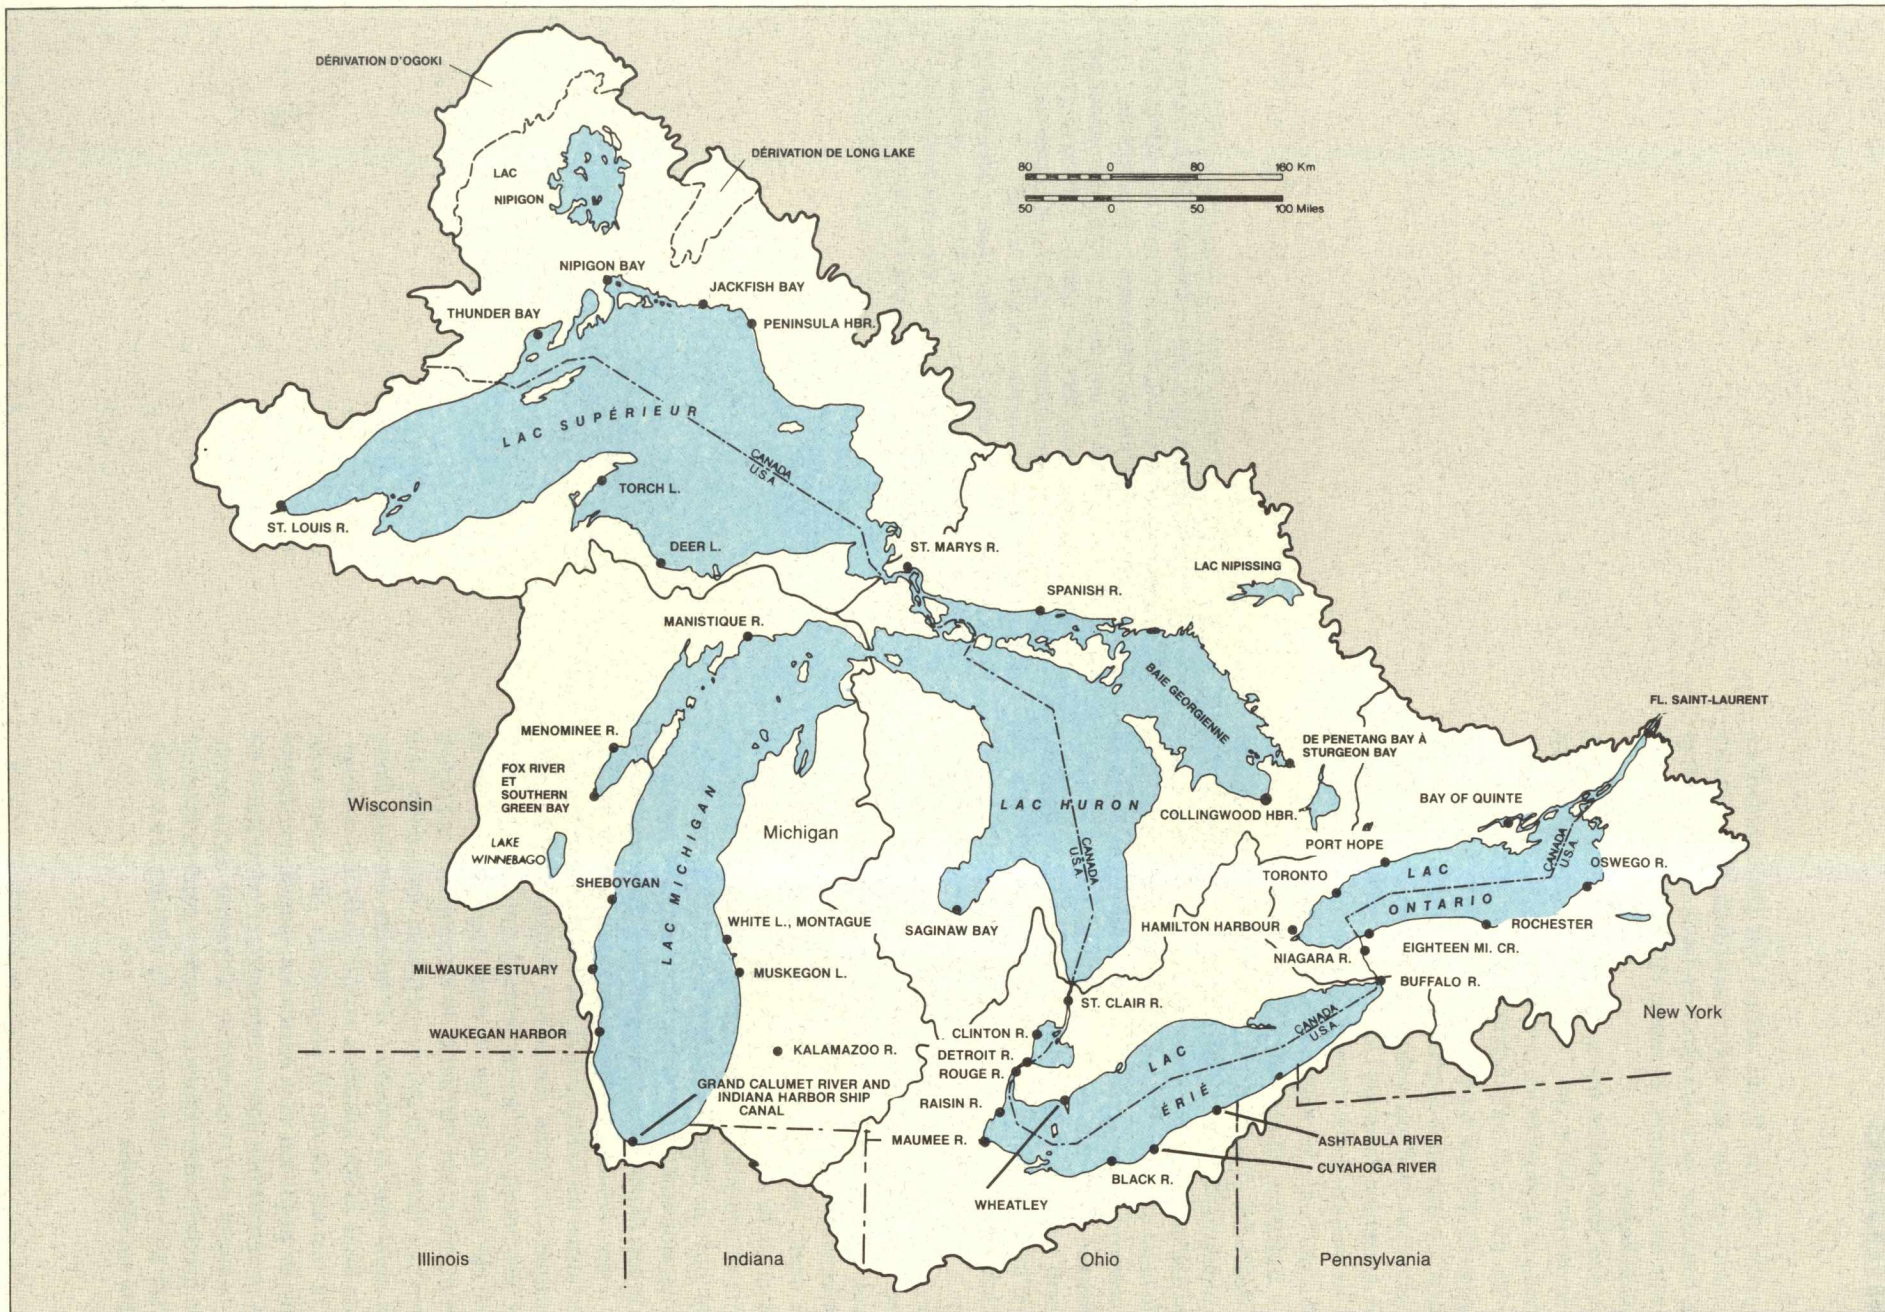 DÉRIVATION D'OGOKI
DÉRIVATION DE LONG LAKE
80 0 80 160 Km
50 0 50 100 Miles
LAC
NIPIGON
NIPIGON BAY
JACKFISH BAY
THUNDER BAY
PENINSULA HBR.
LAC SUPÉRIEUR
CANADA
U.S.A.
TORCH L.
ST. LOUIS R.
DEER L.
ST. MARYS R.
LAC NIPISSING
SPANISH R.
MANISTIQUE R.
BAIE GEORGIENNE
FL. SAINT-LAURENT
MENOMINEE R.
DE PENETANG BAY À
STURGEON BAY
FOX RIVER
ET
SOUTHERN
GREEN BAY
Wisconsin
LAC MICHIGAN
Michigan
LAC HURON
CANADA
U.S.A.
COLLINGWOOD HBR.
BAY OF QUINTE
LAKE
WINNEBAGO
PORT HOPE
CANADA
U.S.A.
OSWEGO R.
SHEBOYGAN
TORONTO
LAC
ONTARIO
WHITE L., MONTAGUE
SAGINAW BAY
HAMILTON HARBOUR
ROCHESTER
EIGHTEEN MI. CR.
NIAGARA R.
MILWAUKEE ESTUARY
MUSKEGON L.
BUFFALO R.
ST. CLAIR R.
New York
WAUKEGAN HARBOR
CLINTON R.
CANADA
U.S.A.
KALAMAZOO R.
DETROIT R.
ROUGE R.
LAC
ÉRIÉ
GRAND CALUMET RIVER AND
INDIANA HARBOR SHIP
CANAL
RAISIN R.
MAUMEE R.
ASHTABULA RIVER
CUYAHOGA RIVER
BLACK R.
WHEATLEY
Illinois
Indiana
Ohio
Pennsylvania